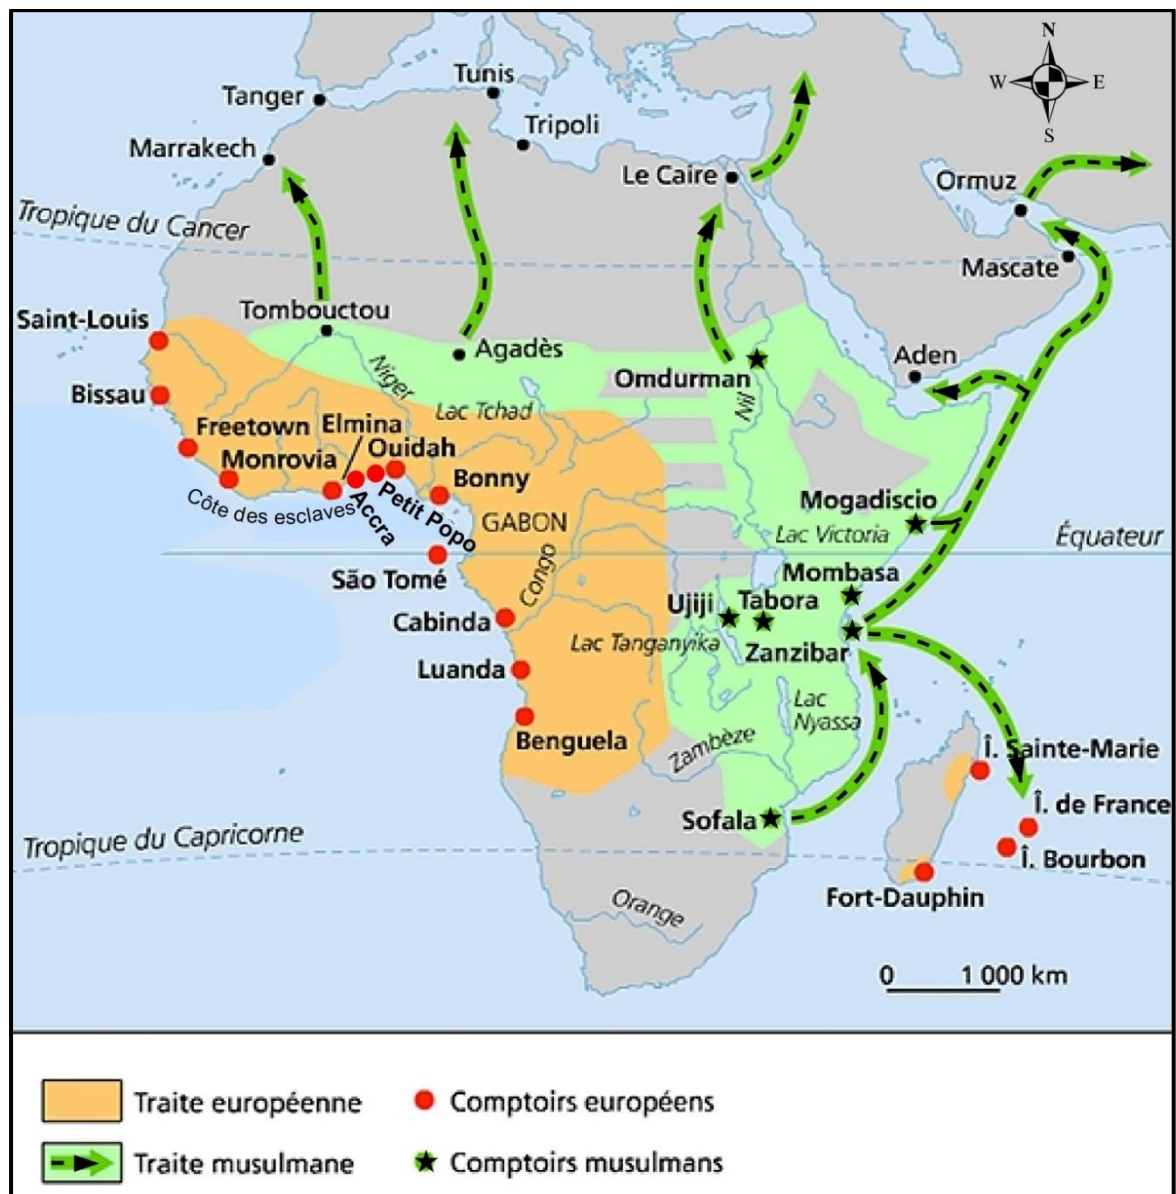 N
W
E
S
Tunis
Tanger
Tripoli
Marrakech
Le Caire
Ormuz
Tropique du Cancer
Mascate
Tombouctou
Saint-Louis
Agadès
Aden
Omdurman
Bissau
Niger
Nil
Lac Tchad
Freetown
Elmina
Ouidah
Monrovia
Bonny
Côte des esclaves
Accra
Petit Popo
GABON
Mogadiscio
Lac Victoria
Équateur
São Tomé
Congo
Mombasa
Ujiji
Tabora
Cabinda
Lac Tanganyika
Zanzibar
Luanda
Lac
Nyassa
Benguela
Zambèze
Î. Sainte-Marie
Î. de France
Sofala
Tropique du Capricorne
Î. Bourbon
Fort-Dauphin
Orange
0 1 000 km
Traite européenne
Comptoirs européens
Traite musulmane
Comptoirs musulmans